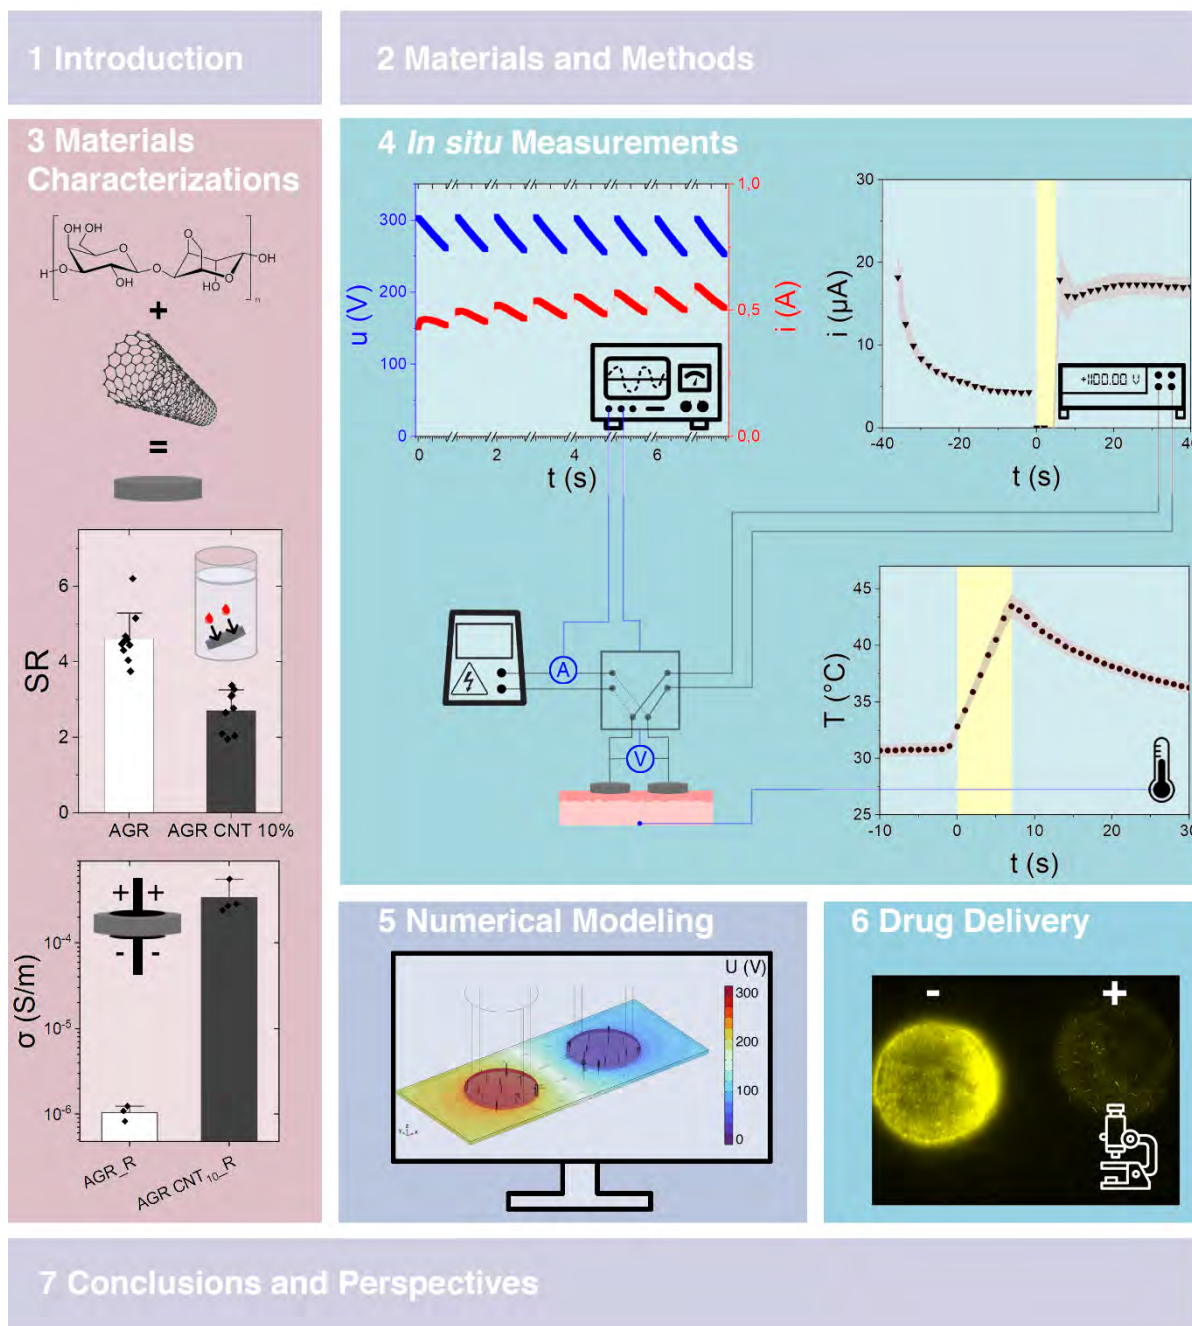 1 Introduction
2 Materials and Methods
3 Materials
Characterizations
OH
OH
O
O
OH
H
O
OH
O
HO
O
n
+
=
SR
6
4
2
0
AGR
AGR CNT 10%
σ (S/m)
10-4
10-5
10-6
+ +
- -
AGR_R
AGR CNT10_R
4 In situ Measurements
u (V)
300
200
100
0
1,0
0,5
0,0
i (A)
0
2
4
6
t (s)
i (µA)
30
20
10
0
-40
-20
0
20
40
t (s)
+1100.00 V
A
V
T (°C)
45
40
35
30
25
-10
0
10
20
30
t (s)
5 Numerical Modeling
U (V)
300
200
100
0
6 Drug Delivery
-
+
7 Conclusions and Perspectives